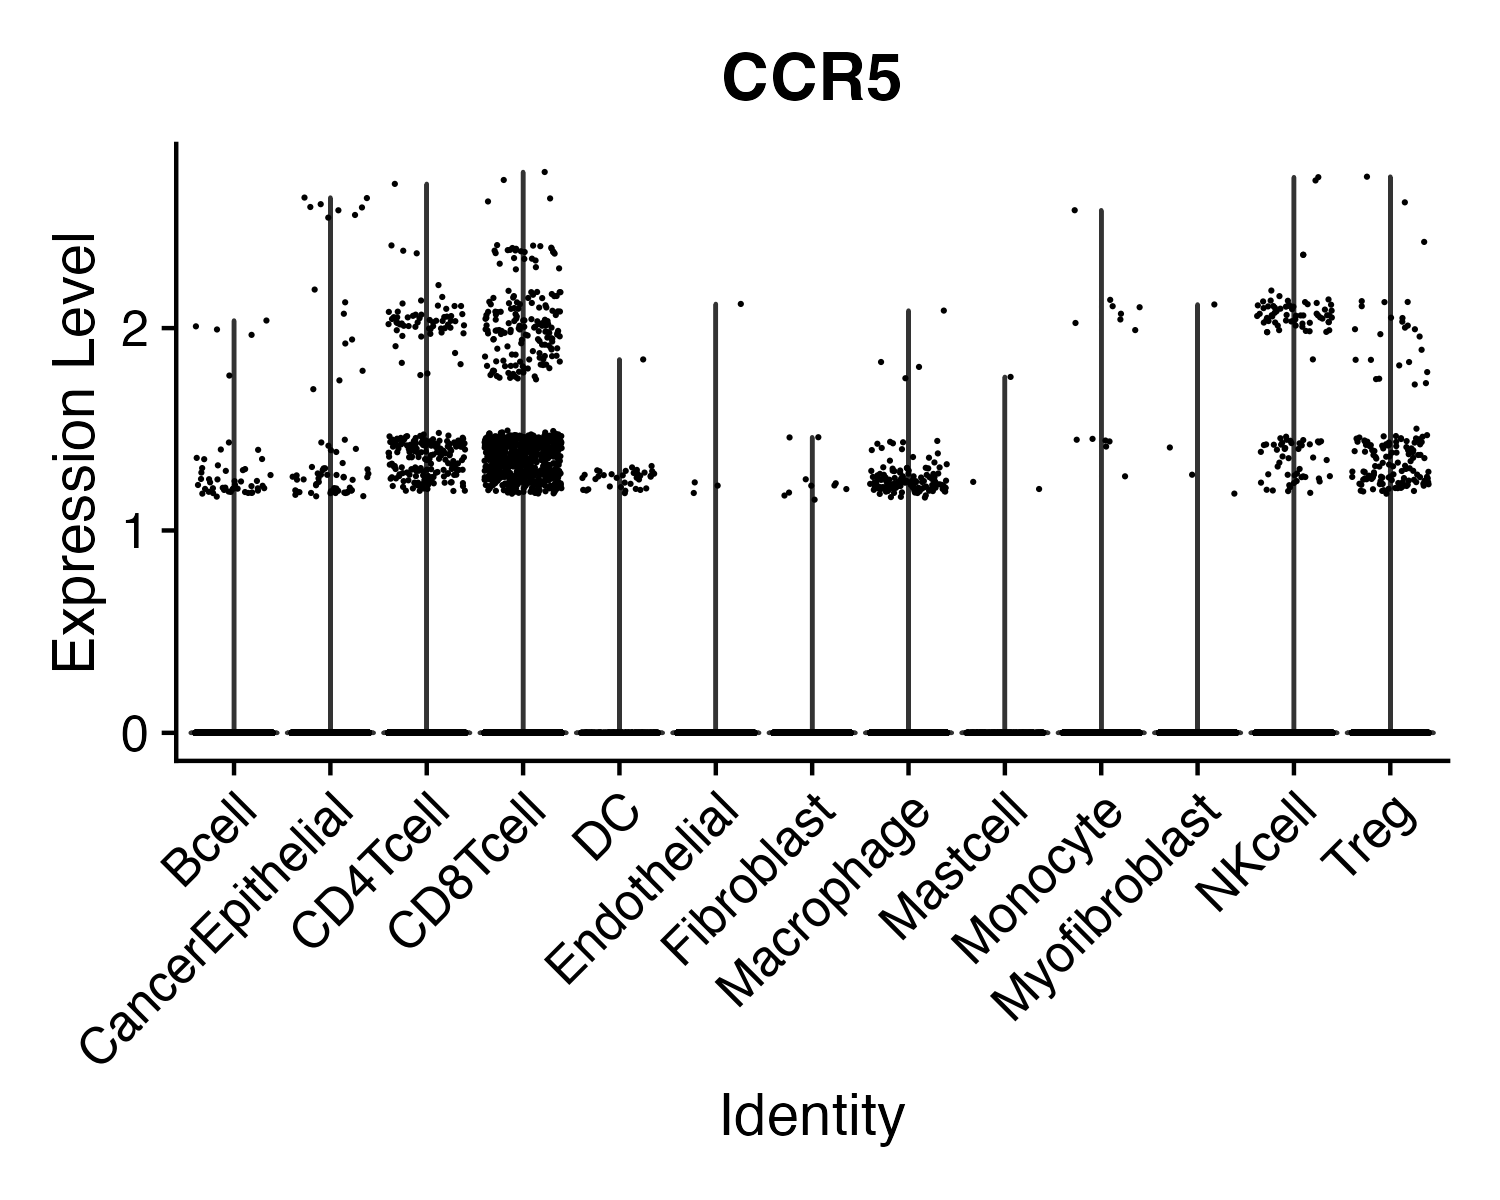 CCR5
Expression Level
2
1
0
Bcell
CancerEpithelial
CD4Tcell
CD8Tcell
DC
Endothelial
Fibroblast
Macrophage
Mastcell
Monocyte
Myofibroblast
NKcell
Treg
Identity